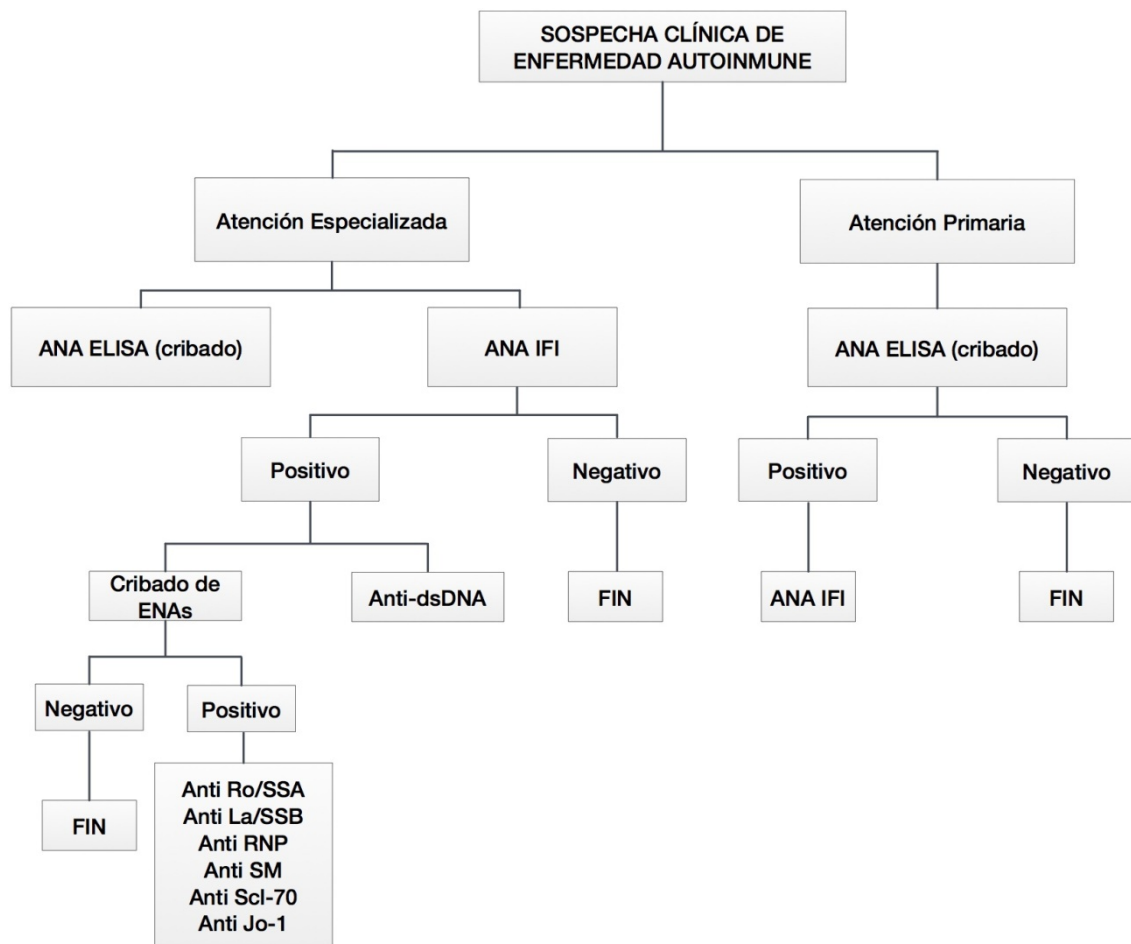 SOSPECHA CLÍNICA DE
ENFERMEDAD AUTOINMUNE
Atención Especializada
Atención Primaria
ANA ELISA (cribado)
ANA IFI
ANA ELISA (cribado)
Positivo
Negativo
Positivo
Negativo
Cribado de
ENAs
Anti-dsDNA
FIN
ANA IFI
FIN
Negativo
Positivo
FIN
Anti Ro/SSA
Anti La/SSB
Anti RNP
Anti SM
Anti Scl-70
Anti Jo-1